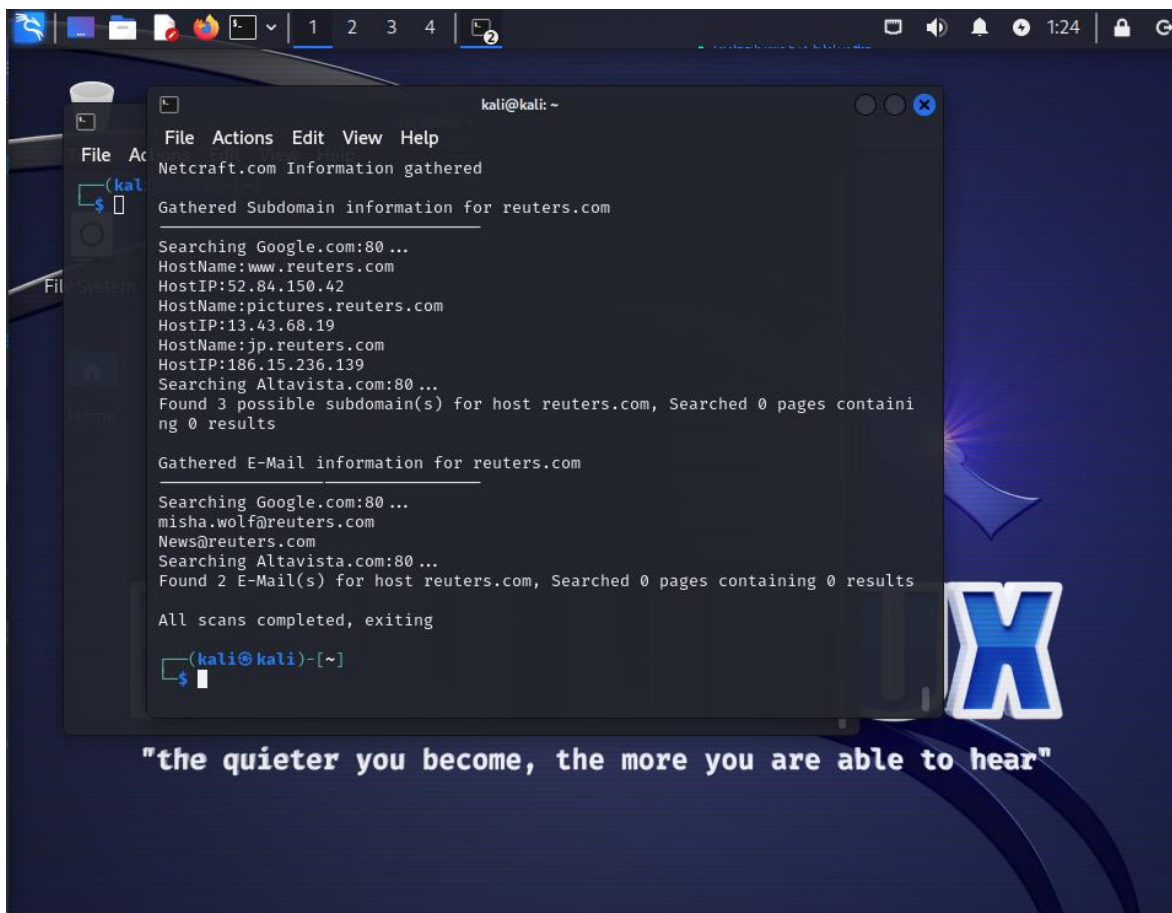 1 2 3 4
2
1:24
kali@kali: ~
File Actions Edit View Help
File Ac
Netcraft.com Information gathered
(kal
$
Gathered Subdomain information for reuters.com
Searching Google.com:80 ...
HostName:www.reuters.com
HostIP:52.84.150.42
File System
HostName:pictures.reuters.com
HostIP:13.43.68.19
HostName:jp.reuters.com
HostIP:186.15.236.139
Searching Altavista.com:80 ...
Found 3 possible subdomain(s) for host reuters.com, Searched 0 pages containi
Home
ng 0 results
Gathered E-Mail information for reuters.com
Searching Google.com:80 ...
misha.wolf@reuters.com
News@reuters.com
Searching Altavista.com:80 ...
Found 2 E-Mail(s) for host reuters.com, Searched 0 pages containing 0 results
All scans completed, exiting
(kali㉿kali)-[~]
$
UX
"the quieter you become, the more you are able to hear"